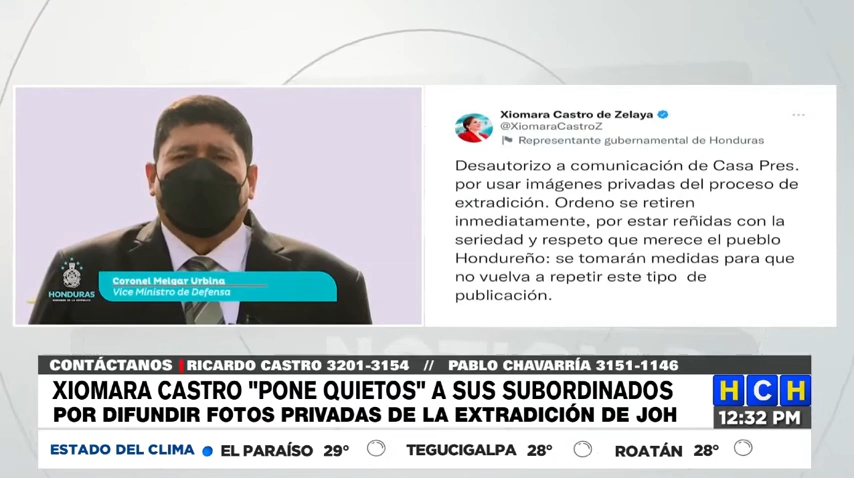 Xiomara Castro de Zelaya
@XiomaraCastroZ
Representante gubernamental de Honduras
Desautorizo a comunicación de Casa Pres.
por usar imágenes privadas del proceso de
extradición. Ordeno se retiren
inmediatamente, por estar reñidas con la
seriedad y respeto que merece el pueblo
Hondureño: se tomarán medidas para que
no vuelva a repetir este tipo de
publicación.
HONDURAS
Coronel Melgar Urbina
Vice Ministro de Defensa
CONTÁCTANOS RICARDO CASTRO 3201-3154 // PABLO CHAVARRÍA 3151-1146
XIOMARA CASTRO "PONE QUIETOS" A SUS SUBORDINADOS
POR DIFUNDIR FOTOS PRIVADAS DE LA EXTRADICIÓN DE JOH
HCH
12:32 PM
ESTADO DEL CLIMA EL PARAÍSO 29° TEGUCIGALPA 28° ROATÁN 28°